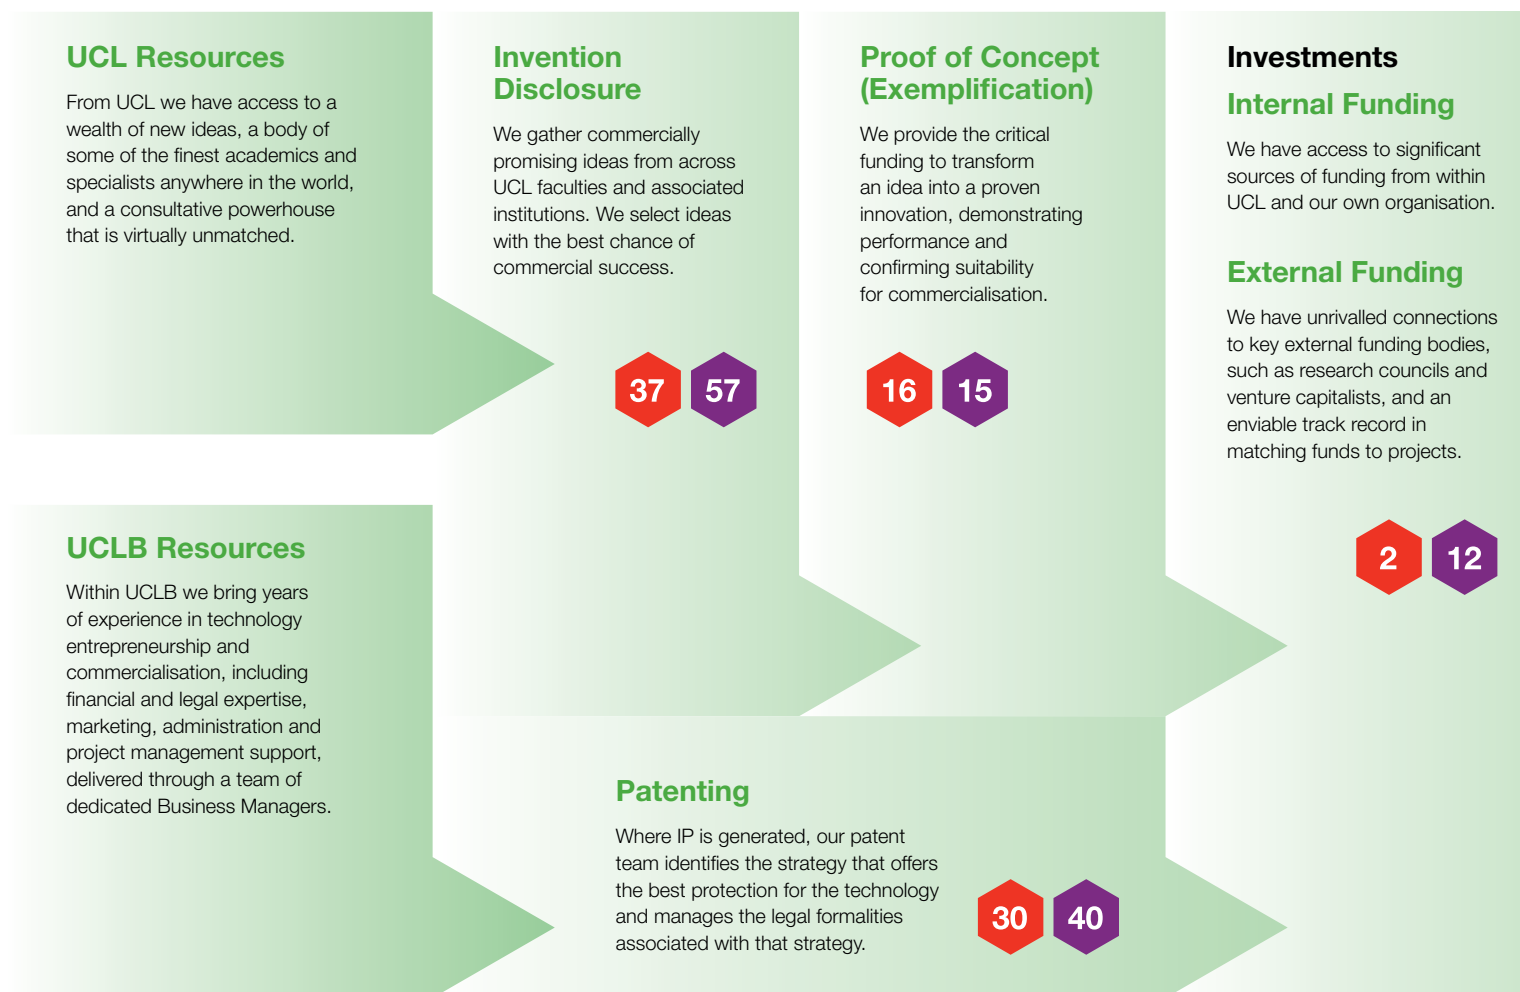 UCL Resources
From UCL we have access to a
wealth of new ideas, a body of
some of the finest academics and
specialists anywhere in the world,
and a consultative powerhouse
that is virtually unmatched.
UCLB Resources
Within UCLB we bring years
of experience in technology
entrepreneurship and
commercialisation, including
financial and legal expertise,
marketing, administration and
project management support,
delivered through a team of
dedicated Business Managers.
Invention
Disclosure
We gather commercially
promising ideas from across
UCL faculties and associated
institutions. We select ideas
with the best chance of
commercial success.
37 57
Proof of Concept
(Exemplification)
We provide the critical
funding to transform
an idea into a proven
innovation, demonstrating
performance and
confirming suitability
for commercialisation.
16 15
Patenting
Where IP is generated, our patent
team identifies the strategy that offers
the best protection for the technology
and manages the legal formalities
associated with that strategy.
30 40
Investments
Internal Funding
We have access to significant
sources of funding from within
UCL and our own organisation.
External Funding
We have unrivalled connections
to key external funding bodies,
such as research councils and
venture capitalists, and an
enviable track record in
matching funds to projects.
2 12